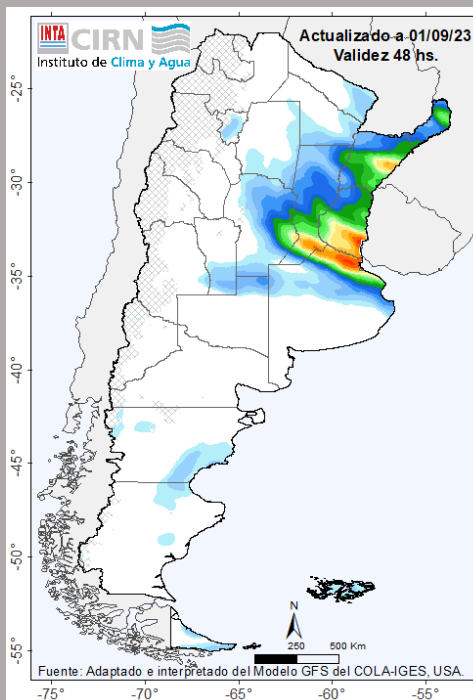 INTA CIRN
Instituto de Clima y Agua
Actualizado a 01/09/23
Validez 48 hs.
-25°
-30°
-35°
-40°
-45°
-50°
-55°
N
250 500 Km
Fuente: Adaptado e interpretado del Modelo GFS del COLA-IGES, USA.
-75 -70 -65 -60 -55